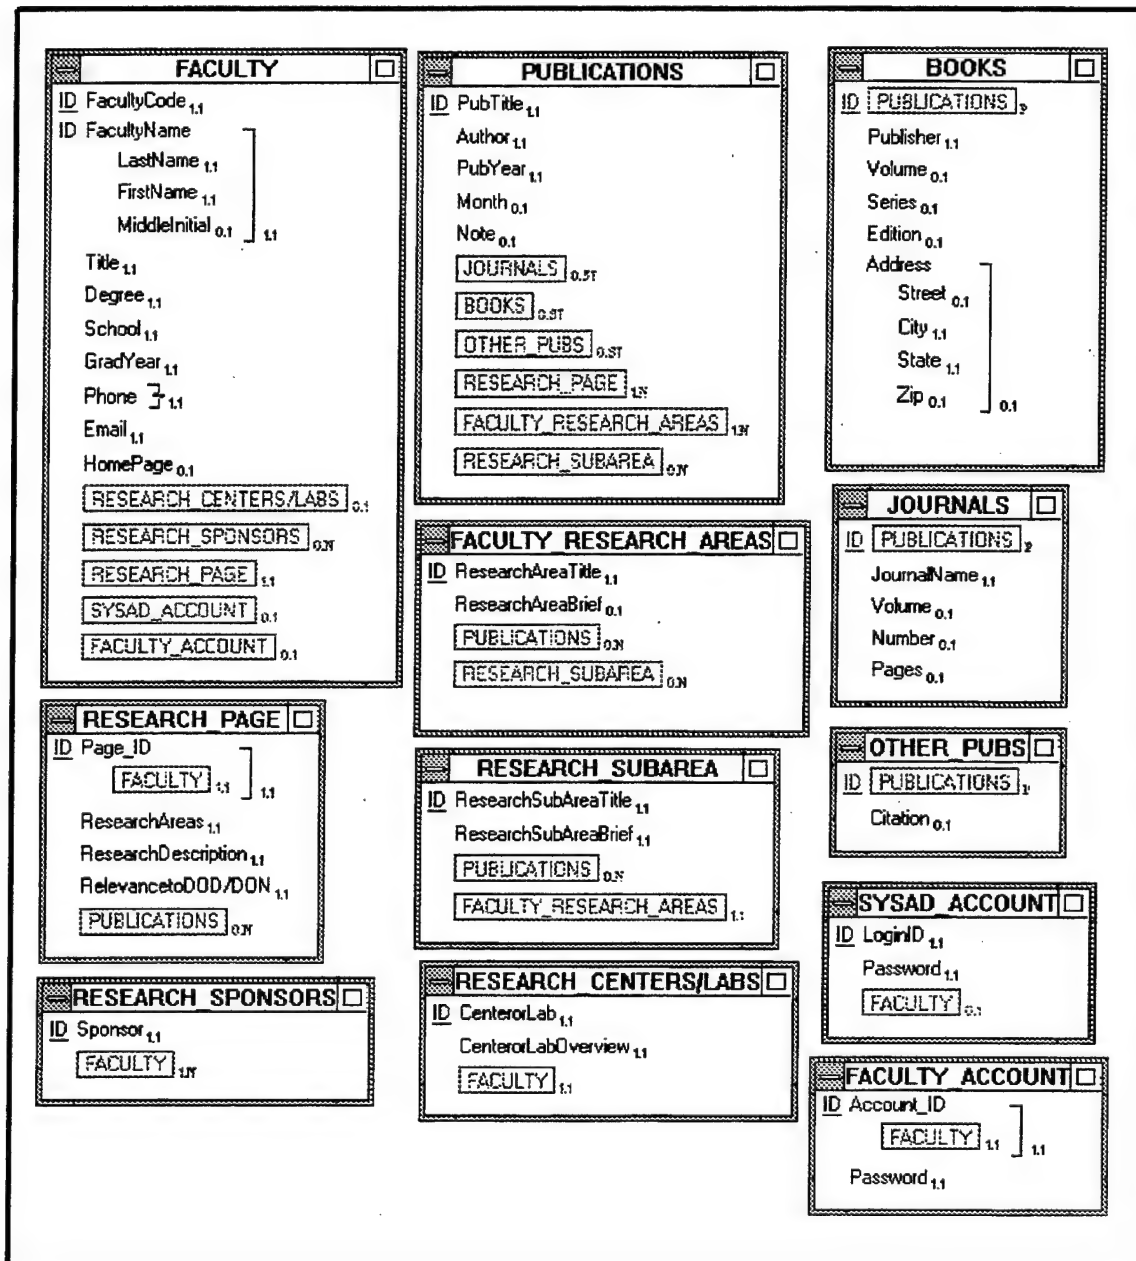 FACULTY
ID FacultyCode 1.1
ID FacultyName
LastName 1.1
FirstName 1.1
MiddleInitial 0.1 1.1
Title 1.1
Degree 1.1
School 1.1
GradYear 1.1
Phone 1.1
Email 1.1
HomePage 0.1
RESEARCH_CENTERS/LABS 0.1
RESEARCH_SPONSORS 0.N
RESEARCH_PAGE 1.1
SYSAD_ACCOUNT 0.1
FACULTY_ACCOUNT 0.1
RESEARCH_PAGE
ID Page_ID
FACULTY 1.1 1.1
ResearchAreas 1.1
ResearchDescription 1.1
RelevancetoDOD/DON 1.1
PUBLICATIONS 0.N
RESEARCH_SPONSORS
ID Sponsor 1.1
FACULTY 1.N
PUBLICATIONS
ID PubTitle 1.1
Author 1.1
PubYear 1.1
Month 0.1
Note 0.1
JOURNALS 0.ST
BOOKS 0.ST
OTHER_PUBS 0.ST
RESEARCH_PAGE 1.N
FACULTY_RESEARCH_AREAS 1.N
RESEARCH_SUBAREA 0.N
FACULTY_RESEARCH_AREAS
ID ResearchAreaTitle 1.1
ResearchAreaBrief 0.1
PUBLICATIONS 0.N
RESEARCH_SUBAREA 0.N
RESEARCH_SUBAREA
ID ResearchSubAreaTitle 1.1
ResearchSubAreaBrief 1.1
PUBLICATIONS 0.N
FACULTY_RESEARCH_AREAS 1.1
RESEARCH_CENTERS/LABS
ID CenterorLab 1.1
CenterorLabOverview 1.1
FACULTY 1.1
BOOKS
ID PUBLICATIONS
Publisher 1.1
Volume 0.1
Series 0.1
Edition 0.1
Address
Street 0.1
City 1.1
State 1.1
Zip 0.1 0.1
JOURNALS
ID PUBLICATIONS
JournalName 1.1
Volume 0.1
Number 0.1
Pages 0.1
OTHER_PUBS
ID PUBLICATIONS
Citation 0.1
SYSAD_ACCOUNT
ID LoginID 1.1
Password 1.1
FACULTY 0.1
FACULTY_ACCOUNT
ID Account_ID
FACULTY 1.1 1.1
Password 1.1